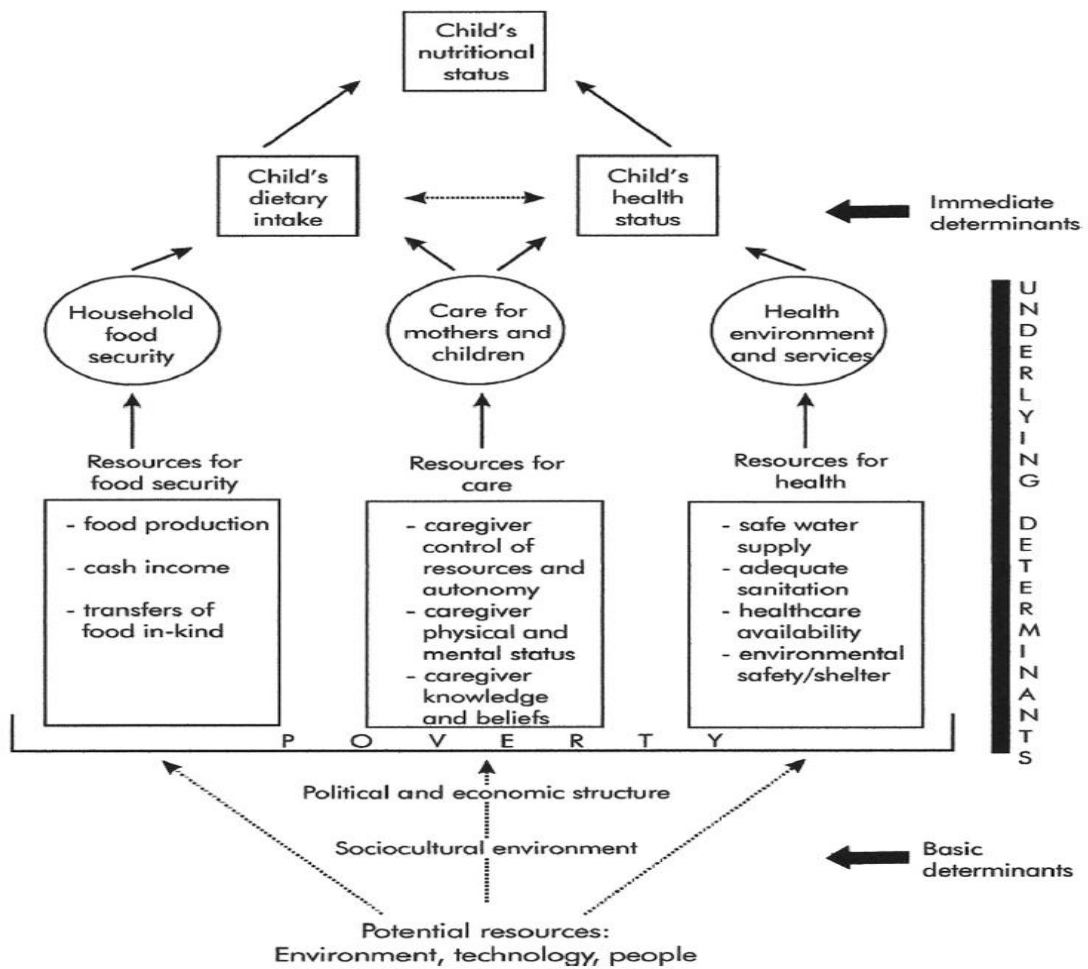 Child's
nutritional
status
Child's
dietary
intake
Child's
health
status
Immediate
determinants
Household
food
security
Care for
mothers and
children
Health
environment
and services
Resources for
food security
- food production
- cash income
- transfers of
food in-kind
Resources for
care
- caregiver
control of
resources and
autonomy
- caregiver
physical and
mental status
- caregiver
knowledge
and beliefs
Resources for
health
- safe water
supply
- adequate
sanitation
- healthcare
availability
- environmental
safety/shelter
UNDERLYING DETERMINANTS
POVERTY
Political and economic structure
Sociocultural environment
Basic
determinants
Potential resources:
Environment, technology, people